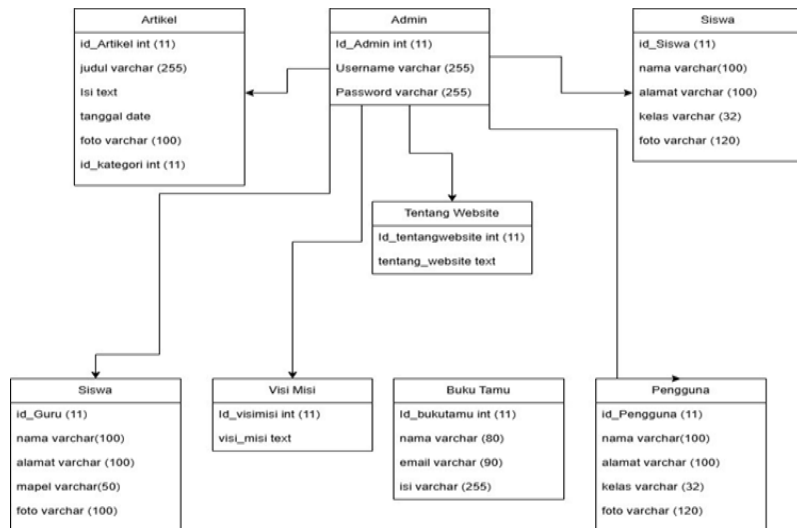 Artikel
id_Artikel int (11)
judul varchar (255)
Isi text
tanggal date
foto varchar (100)
id_kategori int (11)
Admin
Id_Admin int (11)
Username varchar (255)
Password varchar (255)
Siswa
id_Siswa (11)
nama varchar(100)
alamat varchar (100)
kelas varchar (32)
foto varchar (120)
Tentang Website
Id_tentangwebsite int (11)
tentang_website text
Siswa
id_Guru (11)
nama varchar(100)
alamat varchar (100)
mapel varchar(50)
foto varchar (100)
Visi Misi
Id_visimisi int (11)
visi_misi text
Buku Tamu
Id_bukutamu int (11)
nama varchar (80)
email varchar (90)
isi varchar (255)
Pengguna
id_Pengguna (11)
nama varchar(100)
alamat varchar (100)
kelas varchar (32)
foto varchar (120)